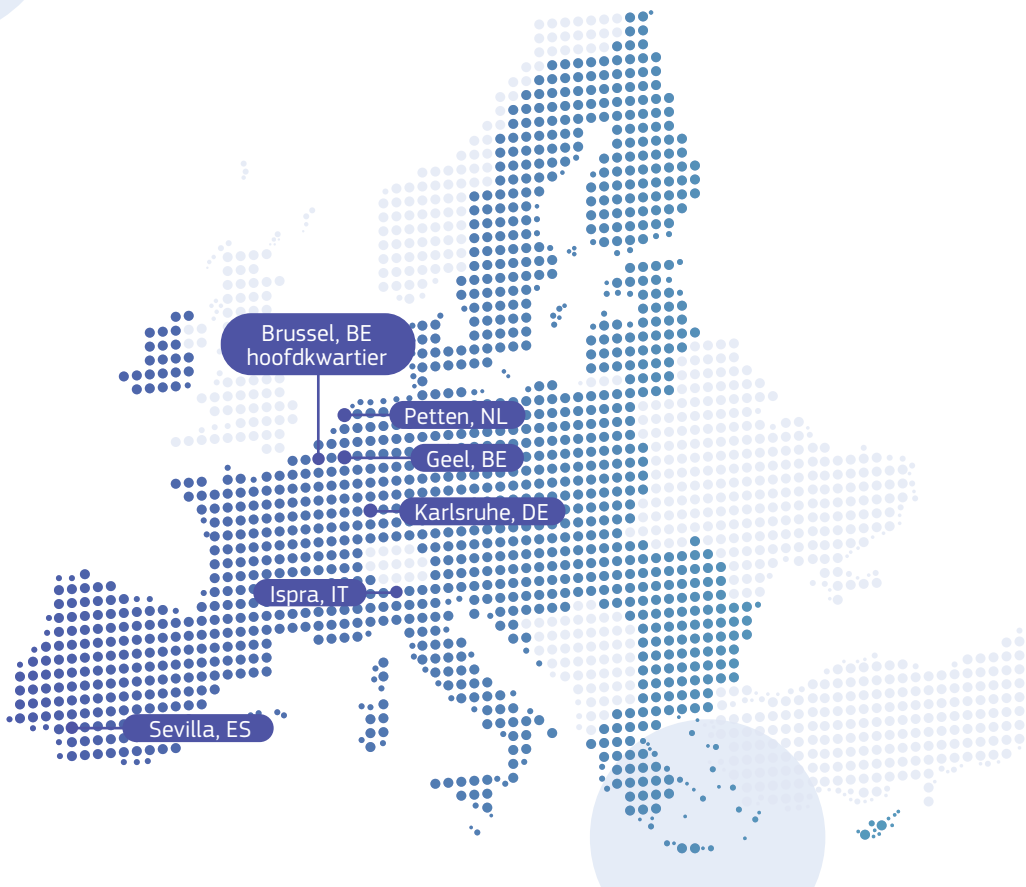 Brussel, BE
hoofdkwartier
Petten, NL
Geel, BE
Karlsruhe, DE
Ispra, IT
Sevilla, ES